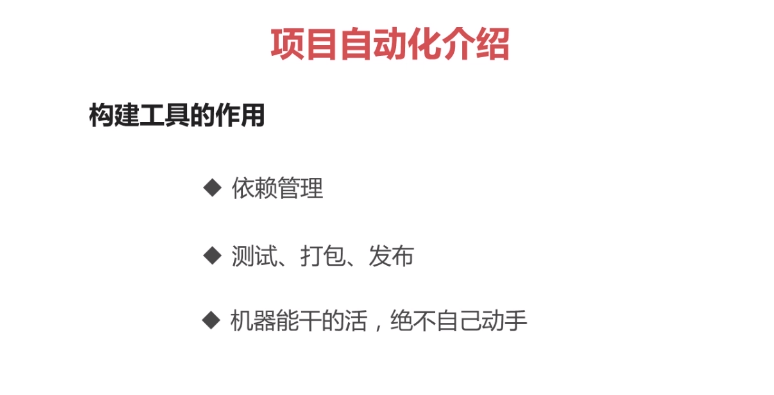 项目自动化介绍
构建工具的作用
◆ 依赖管理
◆ 测试、打包、发布
◆ 机器能干的活，绝不自己动手